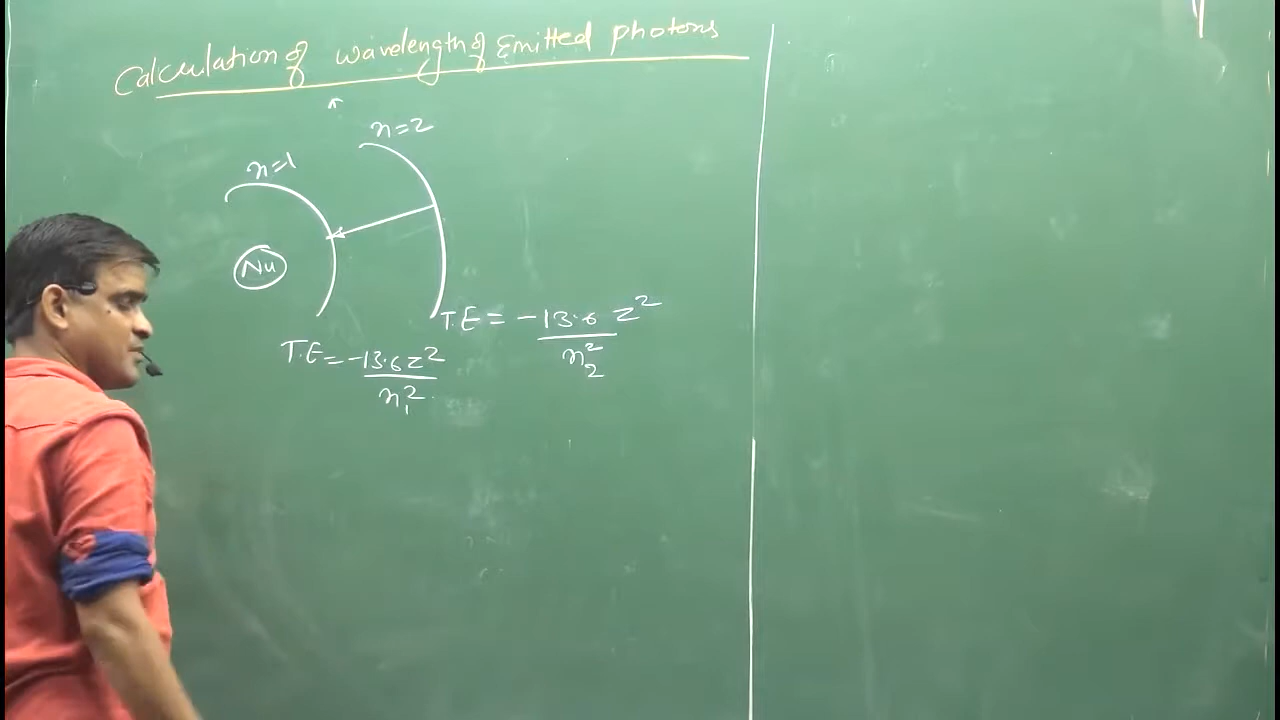 Calculation of wavelength of Emitted photons
n=2
n=1
Nu
T.E = -13.6 z²/n₂²
T.E = -13.6 z²/n₁²